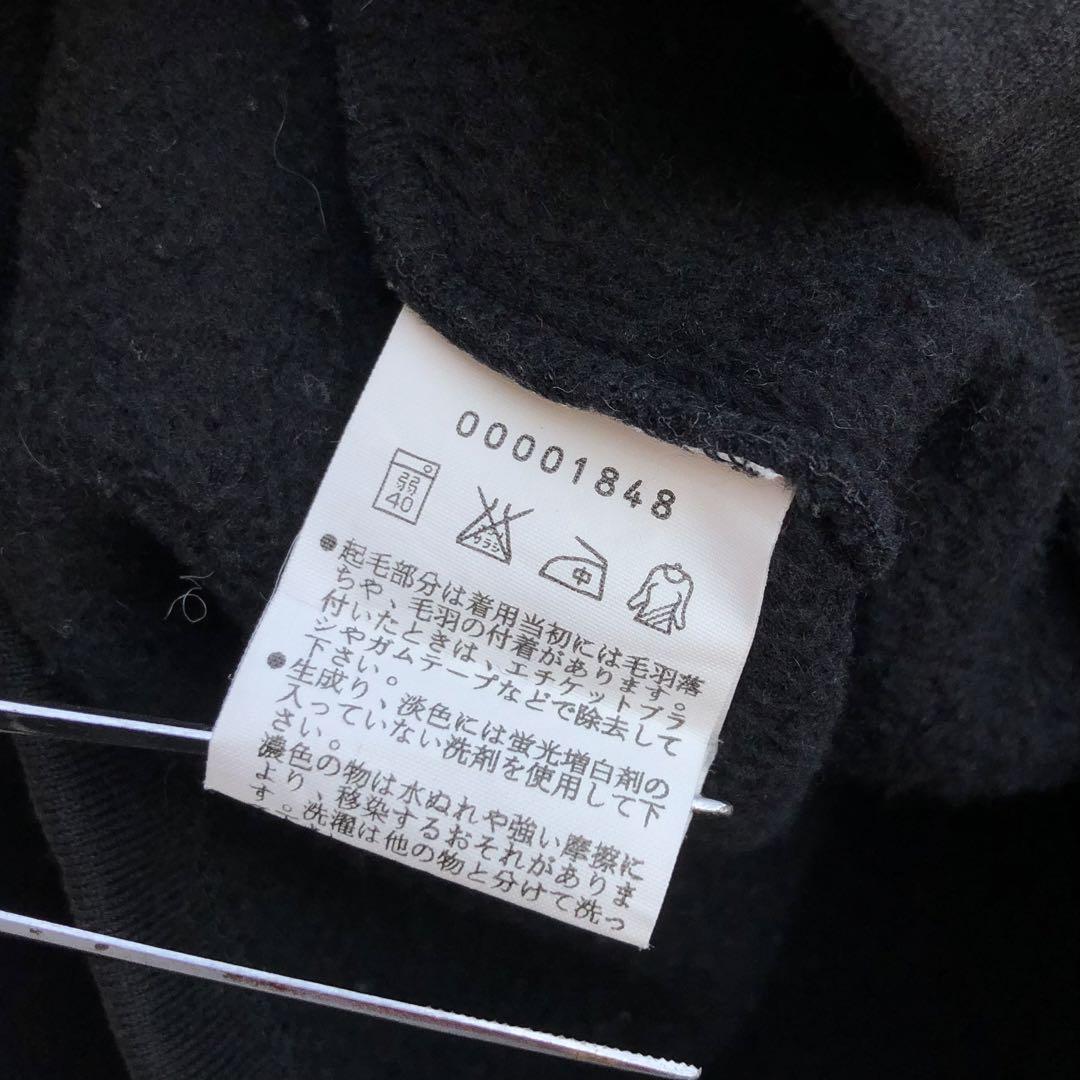 00001848
弱
40
中
●起毛部分は着用当初には毛羽落
ちや、毛羽の付着があります。
付いたときは、エチケットブラ
シやガムテープなどで除去して
下さい。
●生成り、淡色には蛍光増白剤の
入っていない洗剤を使用して下
さい。
濃色の物は水ぬれや強い摩擦に
より、移染するおそれがありま
す。洗濯は他の物と分けて洗っ